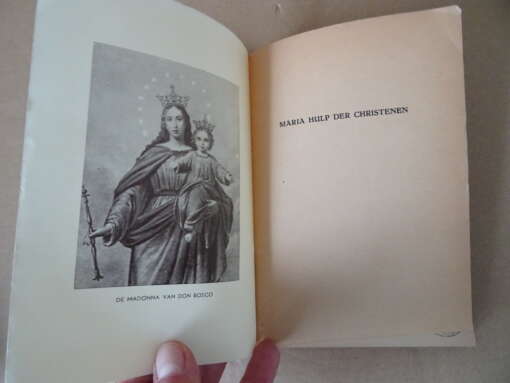 DE MADONNA VAN DON BOSCO
MARIA HULP DER CHRISTENEN